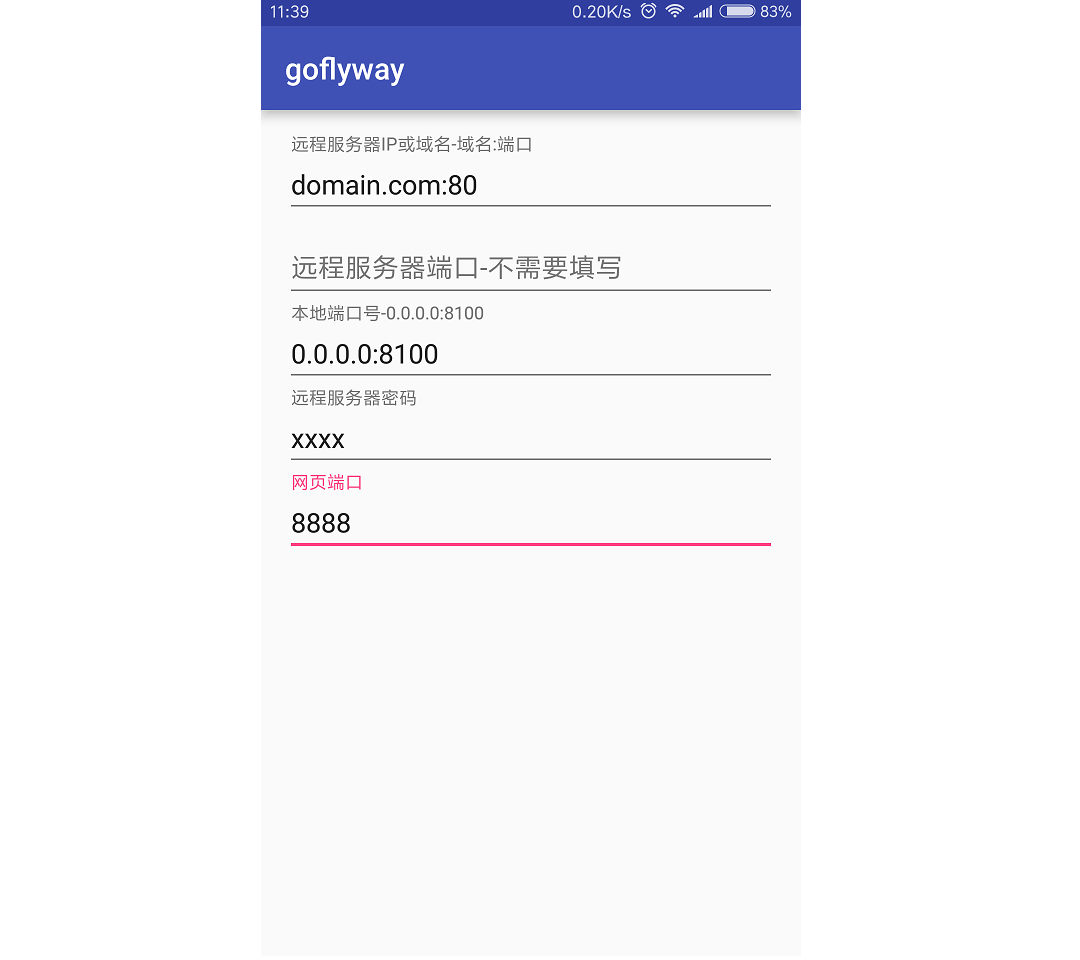 11:39 0.20K/s 83%
goflyway
远程服务器IP或域名-域名:端口
domain.com:80
远程服务器端口-不需要填写
本地端口号-0.0.0.0:8100
0.0.0.0:8100
远程服务器密码
xxxx
网页端口
8888